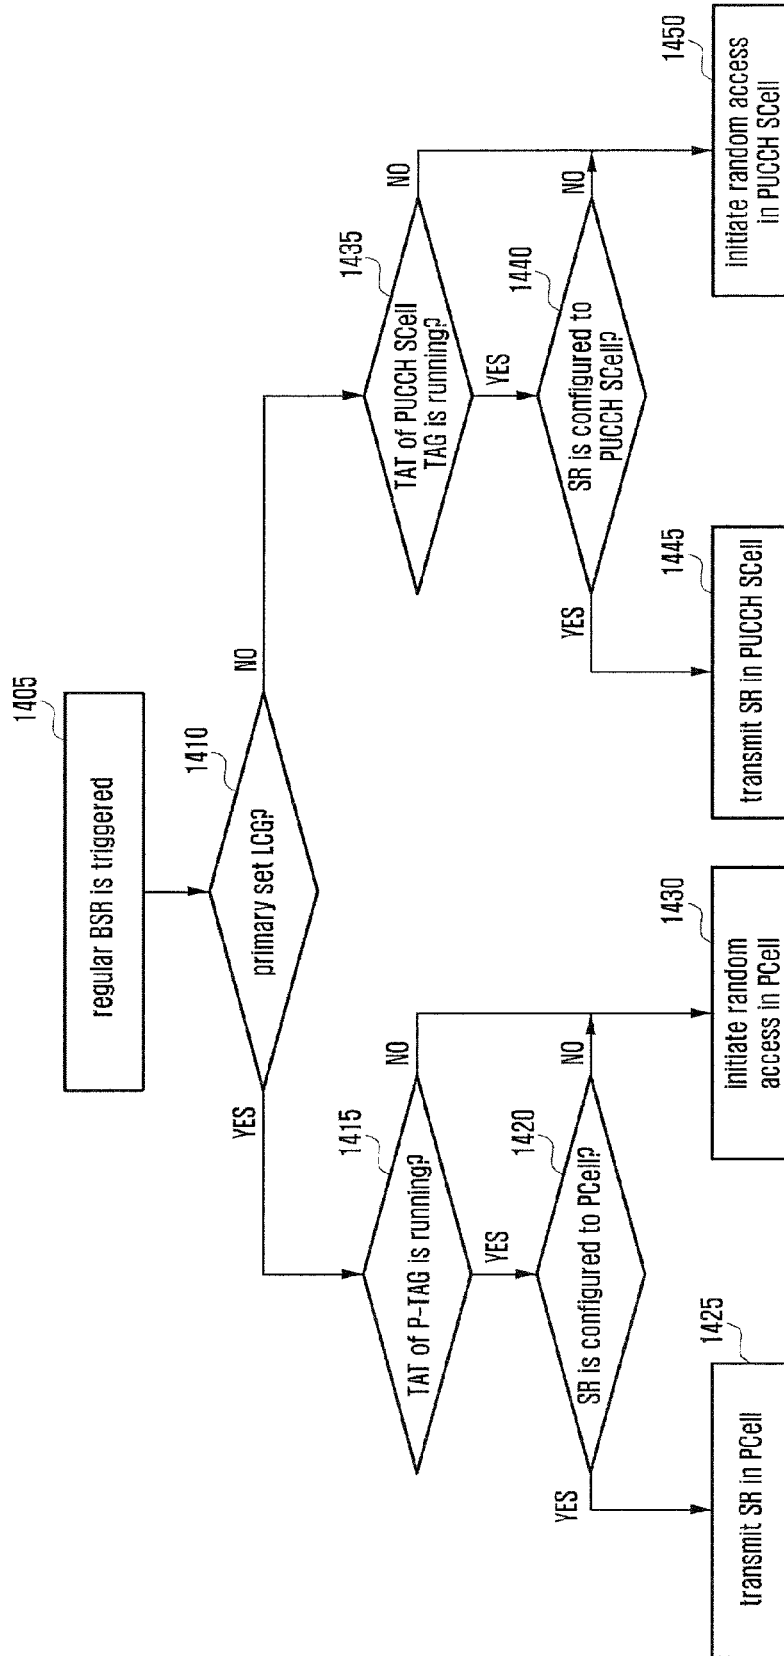 1405
regular BSR is triggered
1410
primary set LCG?
YES
NO
1415
TAT of P-TAG is running?
NO
YES
1420
SR is configured to PCell?
YES
NO
1425
transmit SR in PCell
1430
initiate random
access in PCell
1435
TAT of PUCCH SCell
TAG is running?
NO
YES
1440
SR is configured to
PUCCH SCell?
YES
NO
1445
transmit SR in PUCCH SCell
1450
initiate random access
in PUCCH SCell